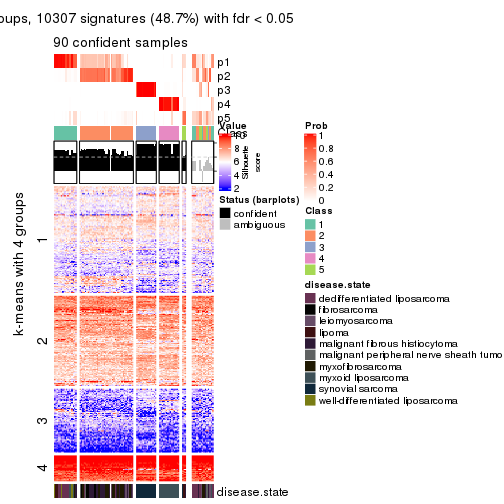 oups, 10307 signatures (48.7%) with fdr < 0.05
90 confident samples
p1
p2
p3
p4
p5
Class
Silhouette
score
k-means with 4 groups
1
2
3
4
disease.state
Value
8
6
4
2
Status (barplots)
confident
ambiguous
Prob
1
0.8
0.6
0.4
0.2
0
Class
1
2
3
4
5
disease.state
dedifferentiated liposarcoma
fibrosarcoma
leiomyosarcoma
lipoma
malignant fibrous histiocytoma
malignant peripheral nerve sheath tumo
myxofibrosarcoma
myxoid liposarcoma
synovial sarcoma
well-differentiated liposarcoma